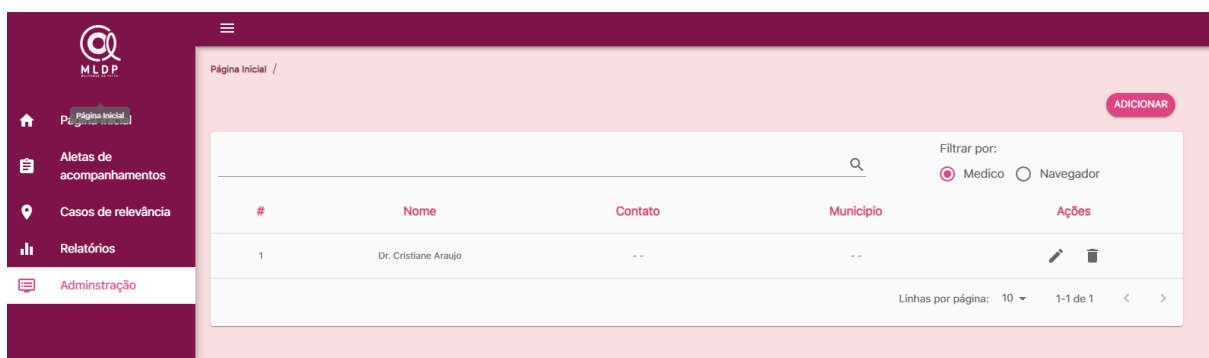 MLDP
Página Inicial
Página Inicial
Aletas de
acompanhamentos
Casos de relevância
Relatórios
Adminstração
Página Inicial /
ADICIONAR
Filtrar por:
Medico Navegador
# Nome Contato Municipio Ações
1 Dr. Cristiane Araujo -- --
Linhas por página: 10 1-1 de 1